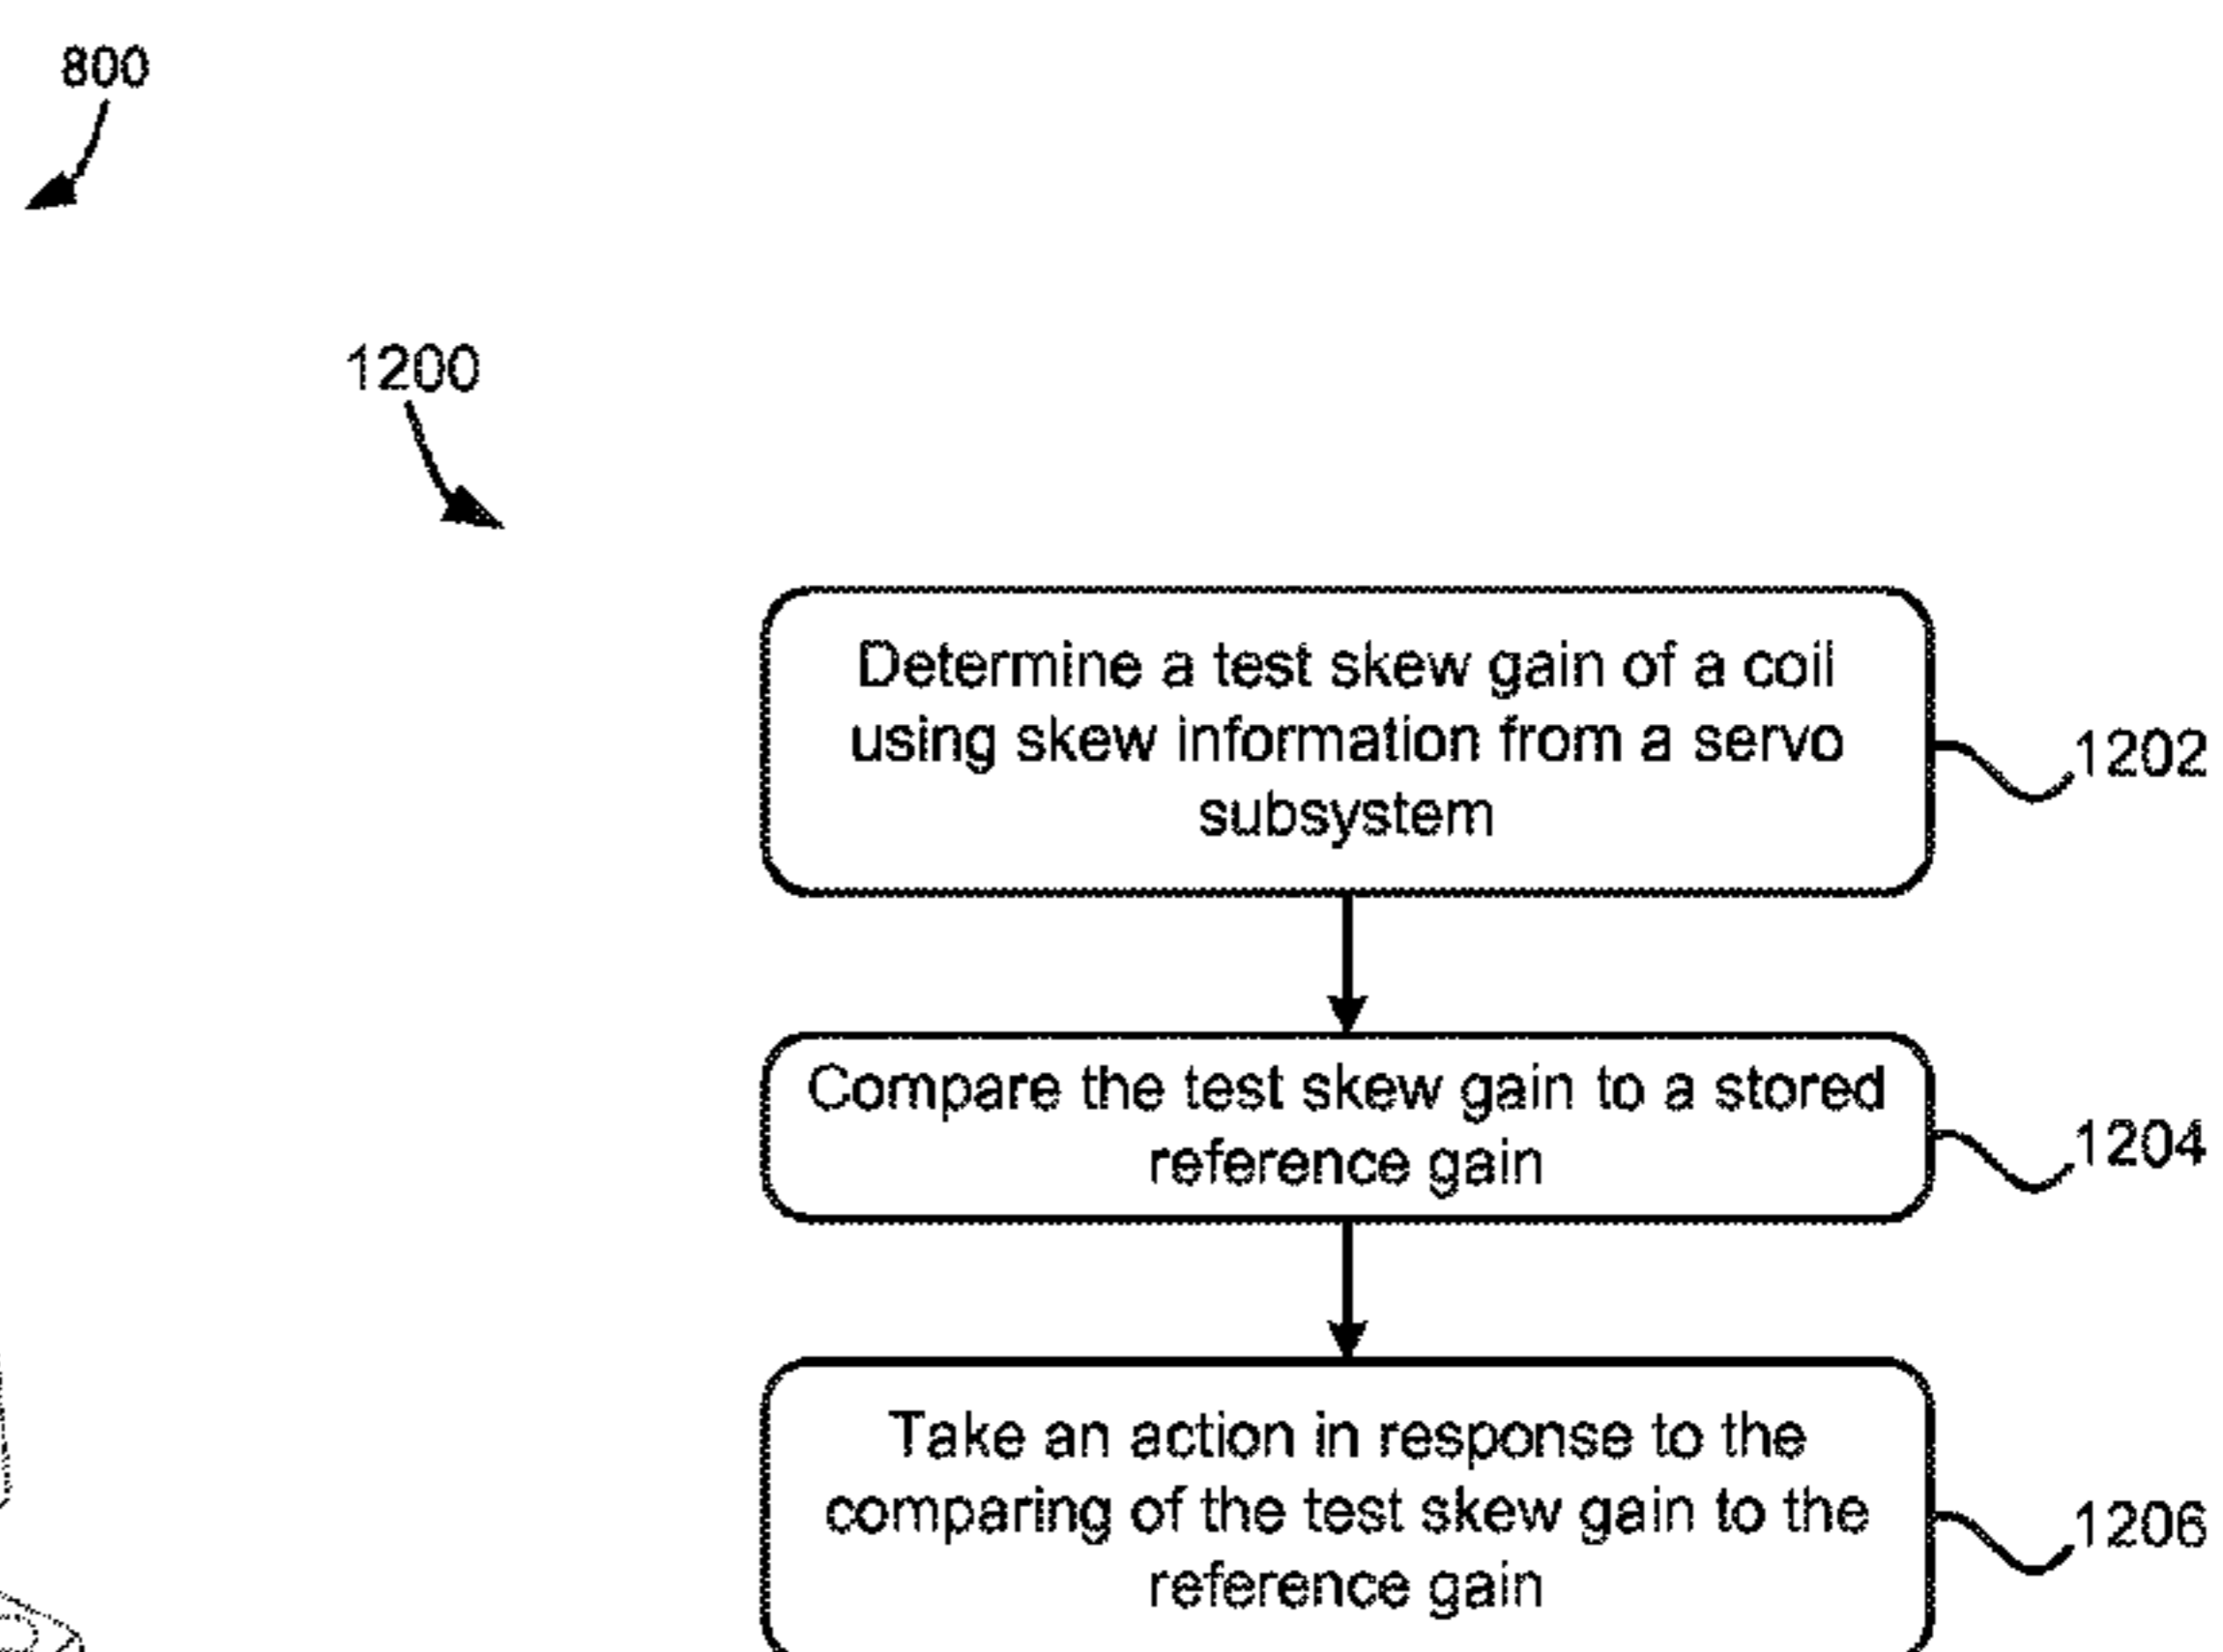 800
1200
Determine a test skew gain of a coil
using skew information from a servo
subsystem
1202
Compare the test skew gain to a stored
reference gain
1204
Take an action in response to the
comparing of the test skew gain to the
reference gain
1206